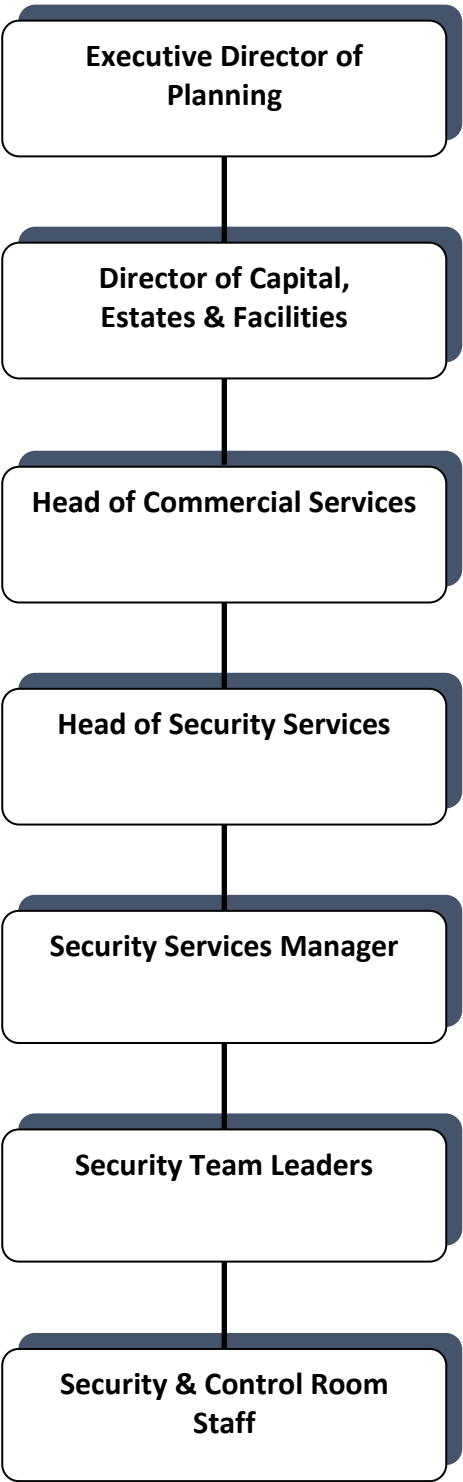 Executive Director of
Planning
Director of Capital,
Estates & Facilities
Head of Commercial Services
Head of Security Services
Security Services Manager
Security Team Leaders
Security & Control Room
Staff